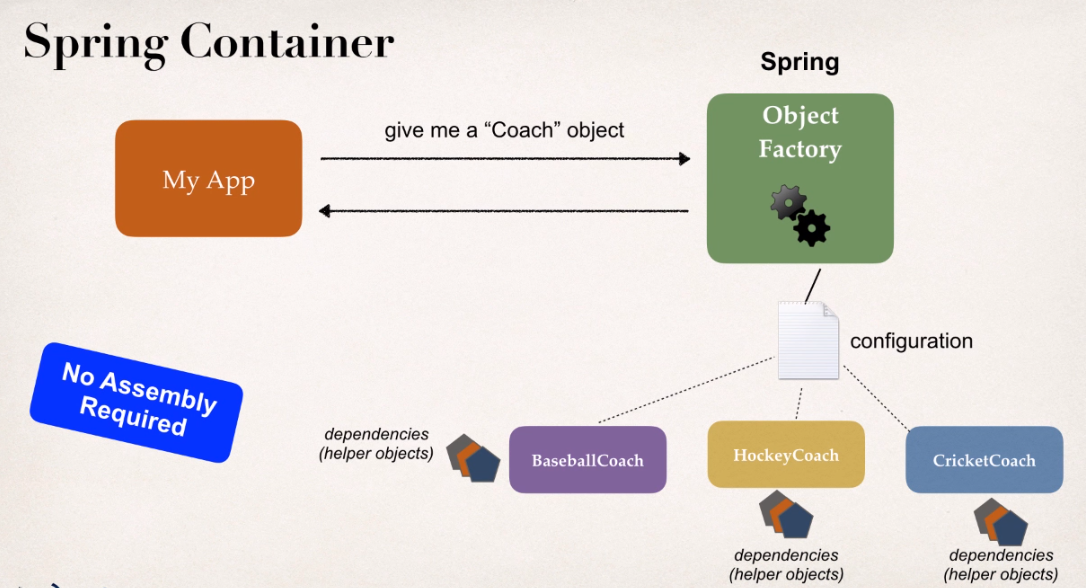 Spring Container
Spring
give me a “Coach” object
Object
Factory
My App
configuration
No Assembly
Required
dependencies
(helper objects)
BaseballCoach
HockeyCoach
CricketCoach
dependencies
(helper objects)
dependencies
(helper objects)